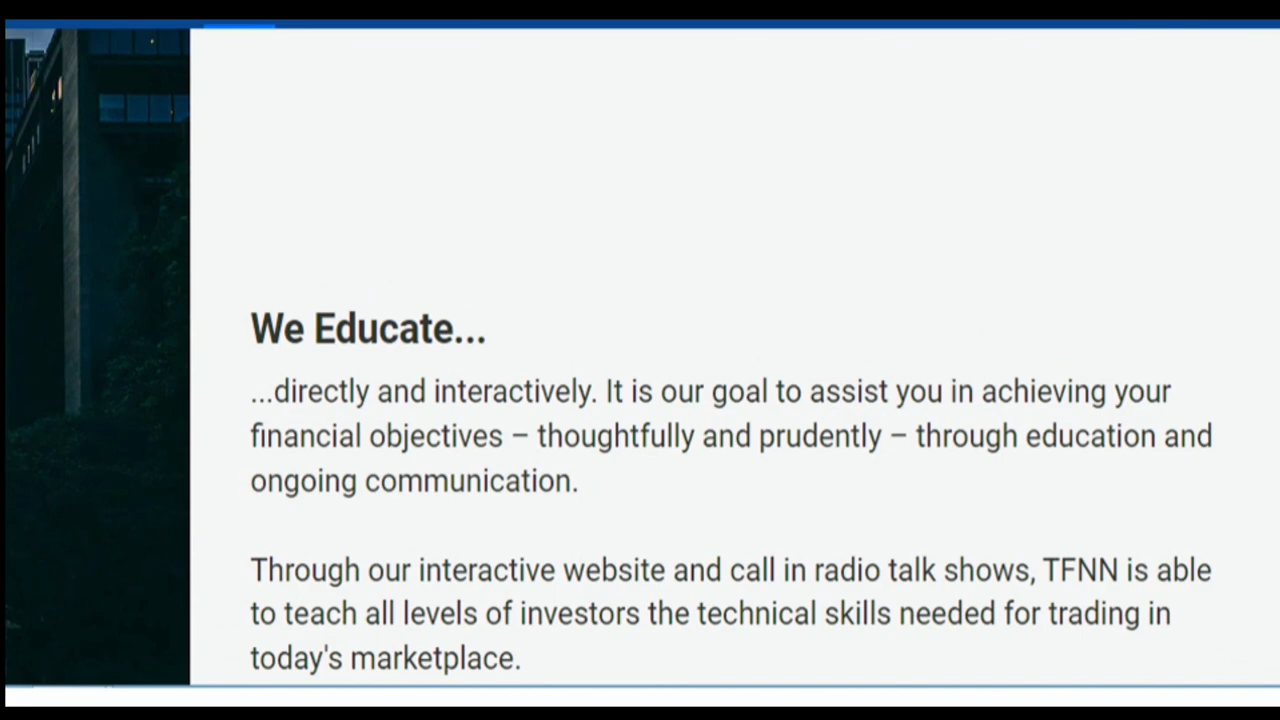 We Educate...
...directly and interactively. It is our goal to assist you in achieving your
financial objectives – thoughtfully and prudently – through education and
ongoing communication.
Through our interactive website and call in radio talk shows, TFNN is able
to teach all levels of investors the technical skills needed for trading in
today's marketplace.